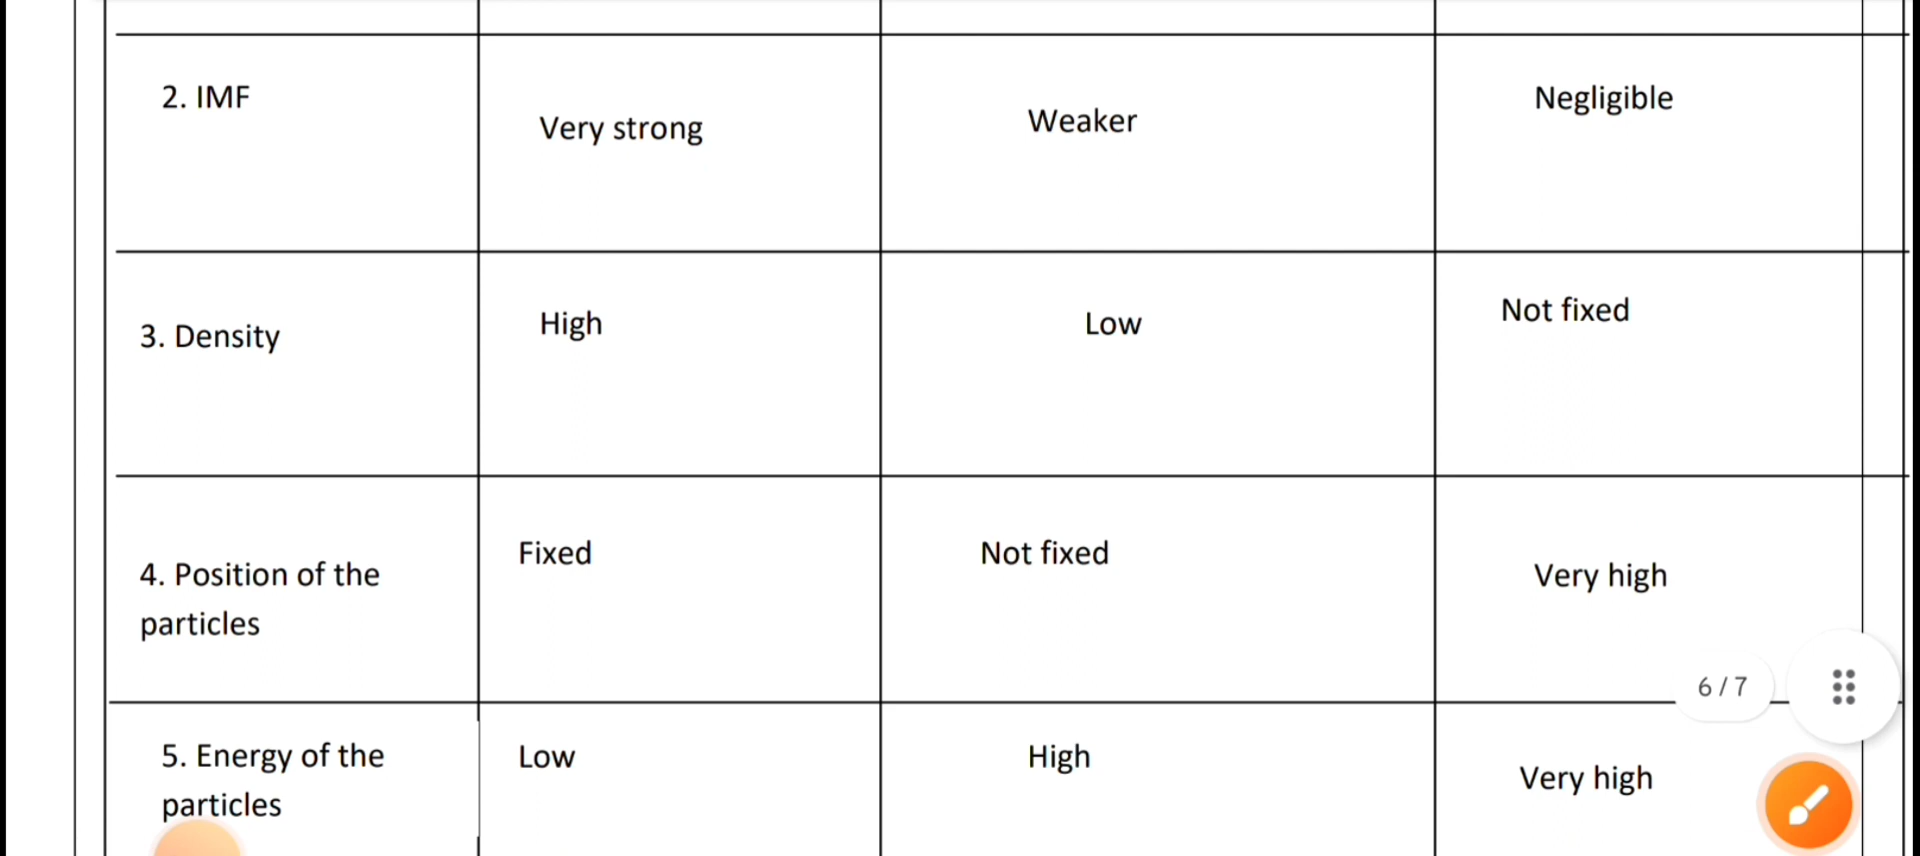 2. IMF
Very strong
Weaker
Negligible
3. Density
High
Low
Not fixed
4. Position of the
particles
Fixed
Not fixed
Very high
6 / 7
5. Energy of the
particles
Low
High
Very high